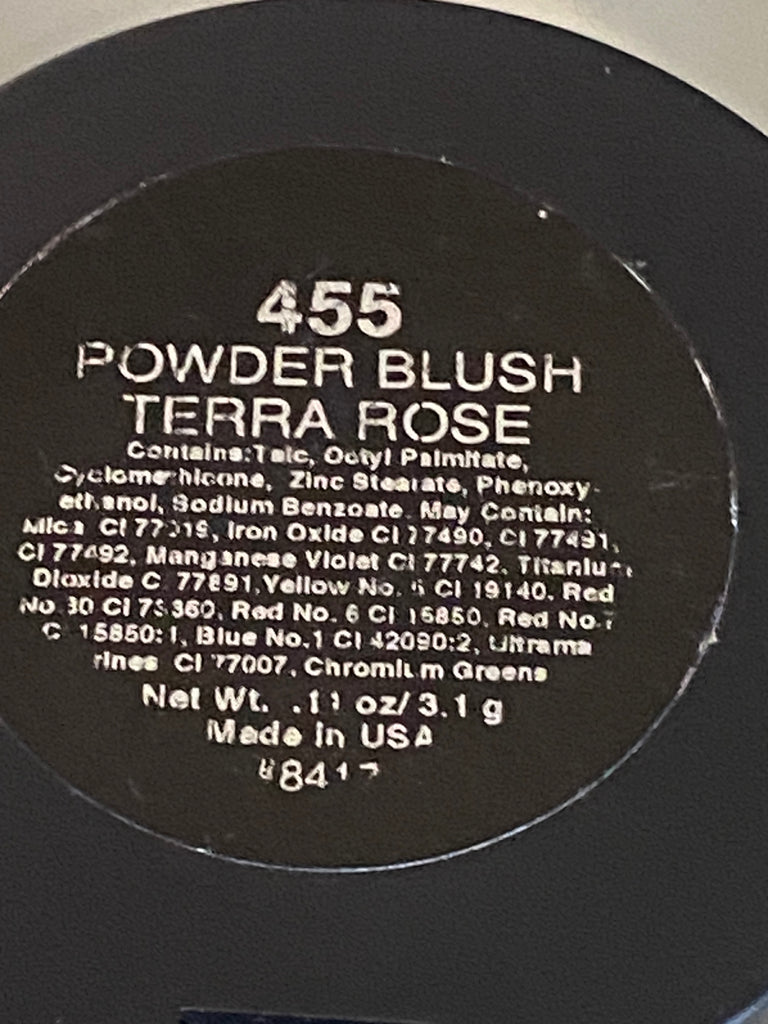 455
POWDER BLUSH
TERRA ROSE
Contains:Talc, Octyl Palmitate,
Cyclomethicone, Zinc Stearate, Phenoxy-
ethanol, Sodium Benzoate. May Contain:
Mica CI 77019, Iron Oxide CI 77490, CI 77491,
CI 77492, Manganese Violet CI 77742, Titanium
Dioxide CI 77891, Yellow No. 5 CI 19140, Red
No.30 CI 73360, Red No. 6 CI 15850, Red No.7
CI 15850:1, Blue No.1 CI 42090:2, Ultrama
rines CI 77007, Chromium Greens
Net Wt. .11 oz/3.1 g
Made in USA